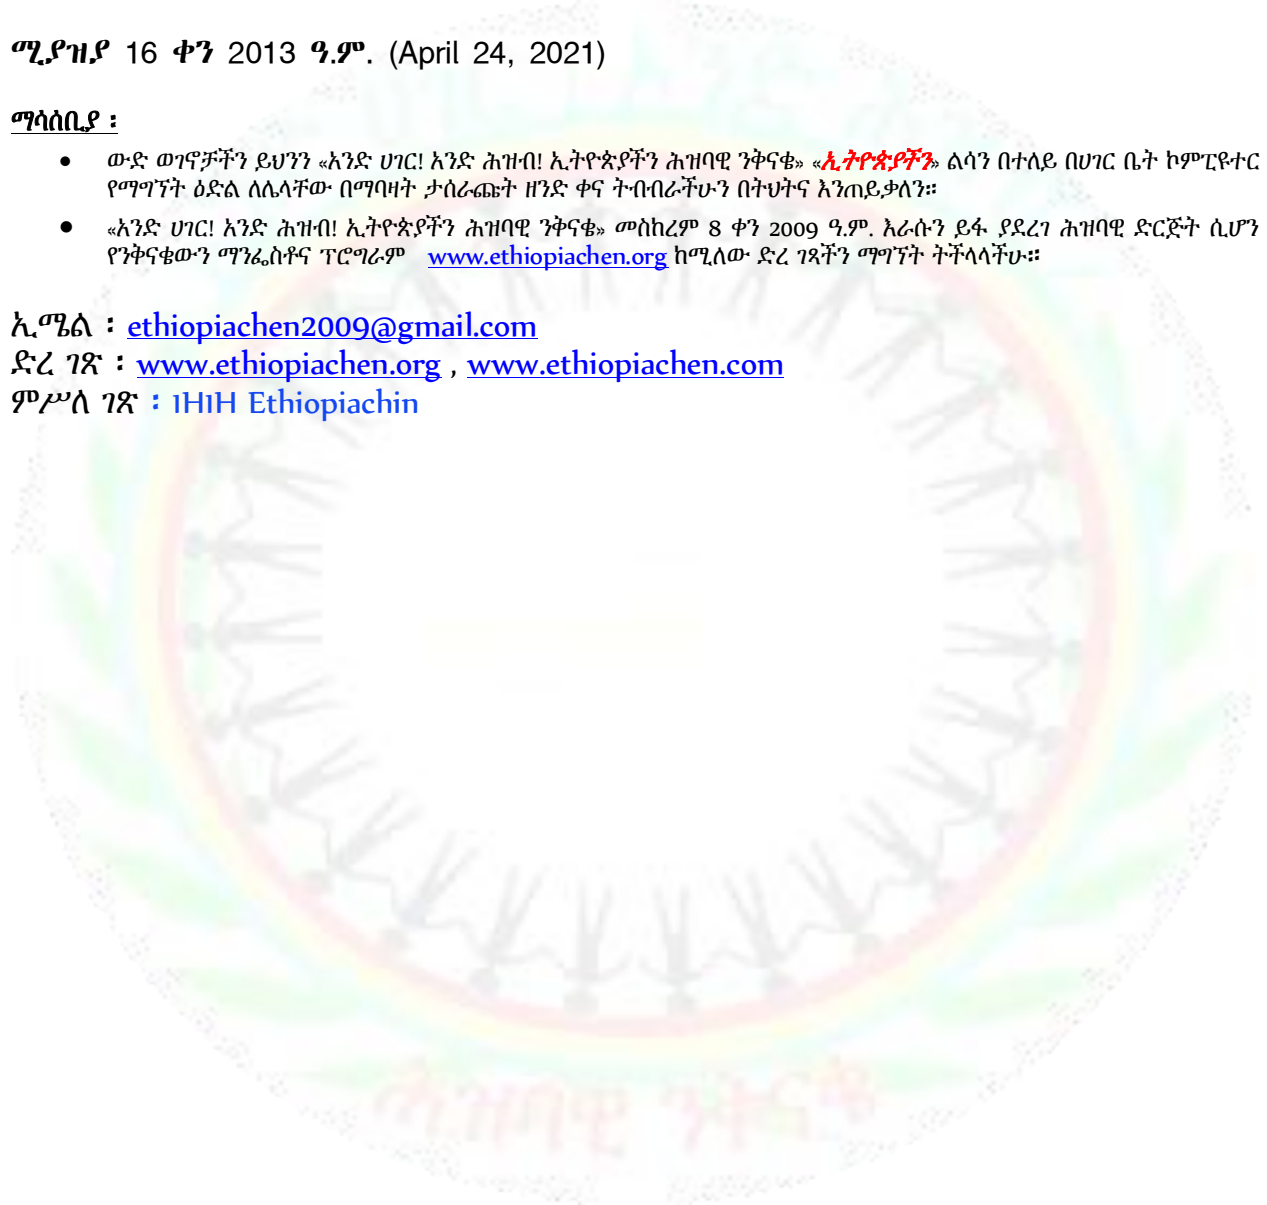 ሚያዝያ 16 ቀን 2013 ዓ.ም. (April 24, 2021)
ማሳሰቢያ ፡
• ውድ ወገኖቻችን ይህንን «አንድ ሀገር! አንድ ሕዝብ! ኢትዮጵያችን ሕዝባዊ ንቅናቄ» «ኢትዮጵያችን» ልሳን በተለይ በሀገር ቤት ኮምፒዩተር
የማግኘት ዕድል ለሌላቸው በማባዛት ታሰራጩት ዘንድ ቀና ትብብራችሁን በትህትና እንጠይቃለን።
• «አንድ ሀገር! አንድ ሕዝብ! ኢትዮጵያችን ሕዝባዊ ንቅናቄ» መስከረም 8 ቀን 2009 ዓ.ም. እራሱን ይፋ ያደረገ ሕዝባዊ ድርጅት ሲሆን
የንቅናቄውን ማንፌስቶና ፕሮግራም www.ethiopiachen.org ከሚለው ድረ ገጻችን ማግኘት ትችላላችሁ።
ኢሜል ፡ ethiopiachen2009@gmail.com
ድረ ገጽ ፡ www.ethiopiachen.org , www.ethiopiachen.com
ምሥለ ገጽ ፡ 1H1H Ethiopiachin
ሕዝባዊ ንቅናቄ